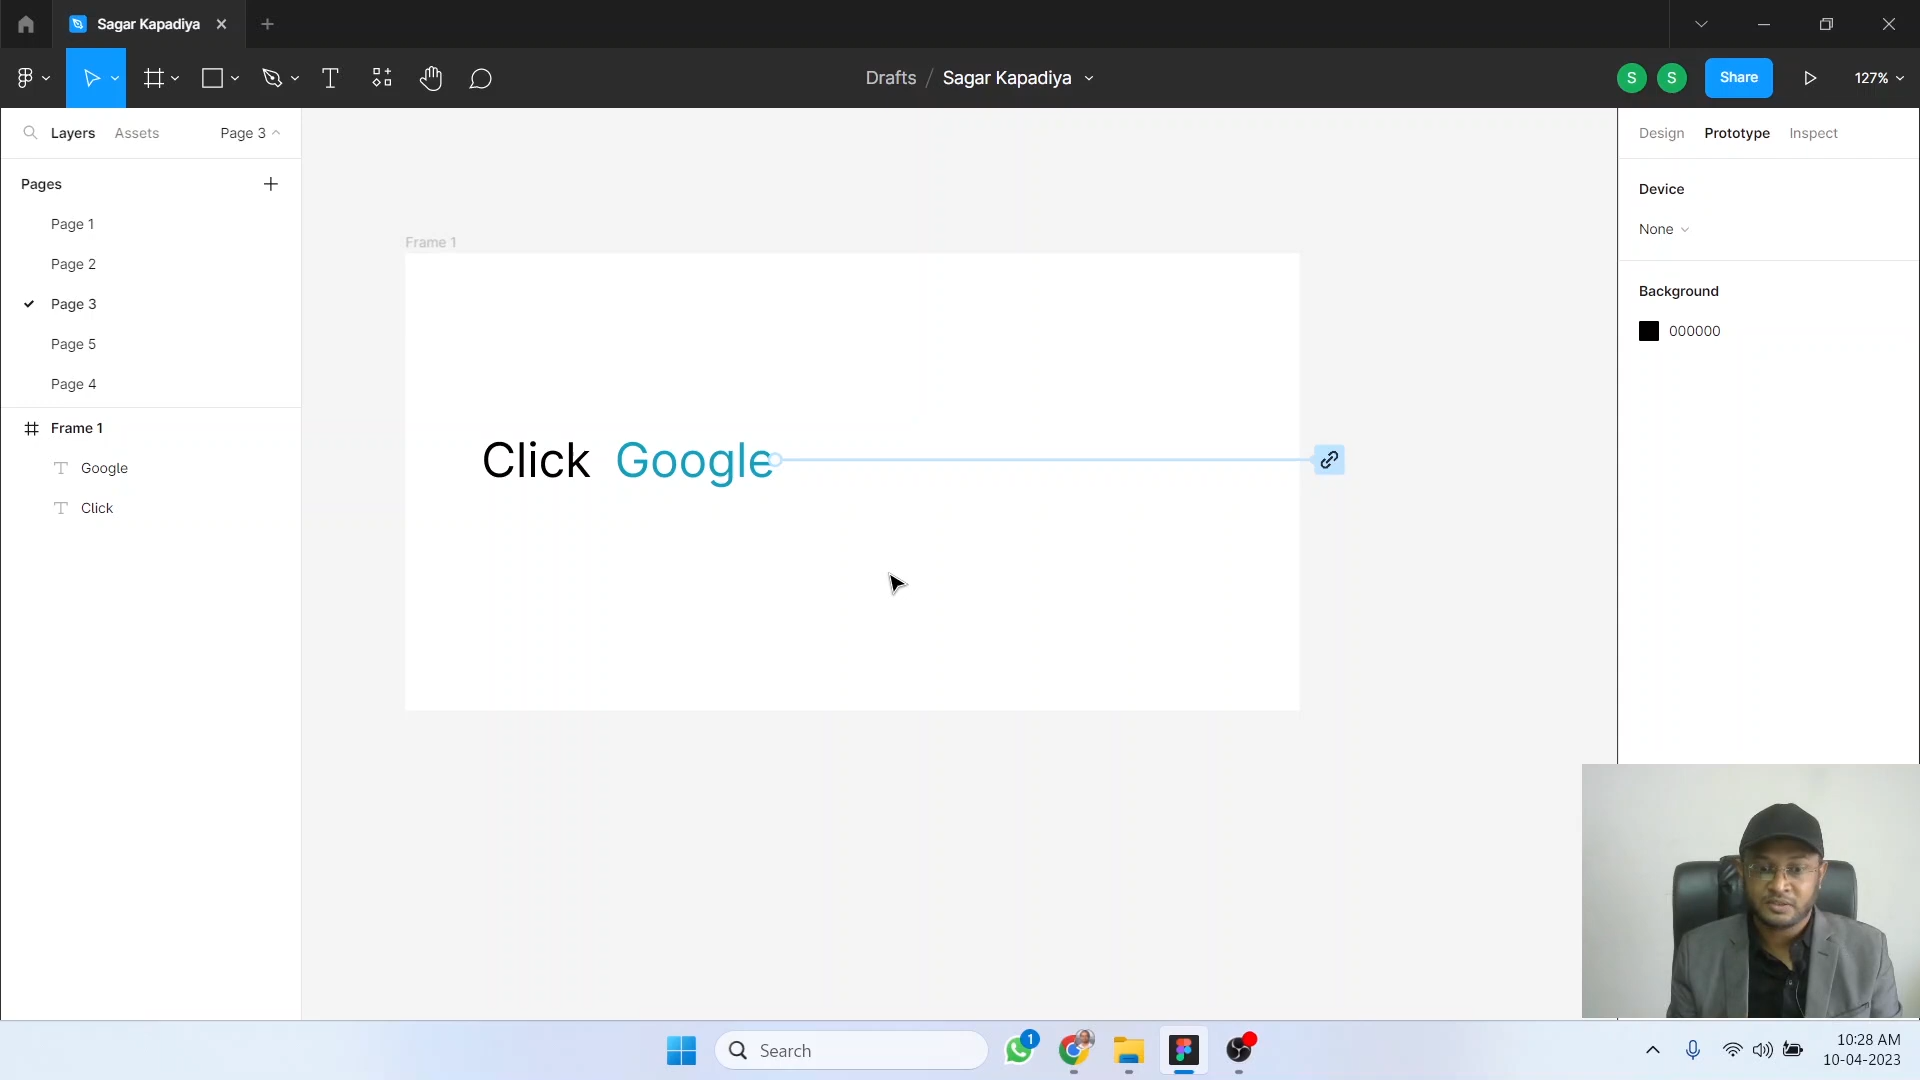 Sagar Kapadiya
Drafts / Sagar Kapadiya
S
S
Share
127%
Layers
Assets
Page 3
Pages
Page 1
Page 2
Page 3
Page 5
Page 4
Frame 1
Google
Click
Frame 1
Click Google
Design
Prototype
Inspect
Device
None
Background
000000
Search
1
10:28 AM
10-04-2023